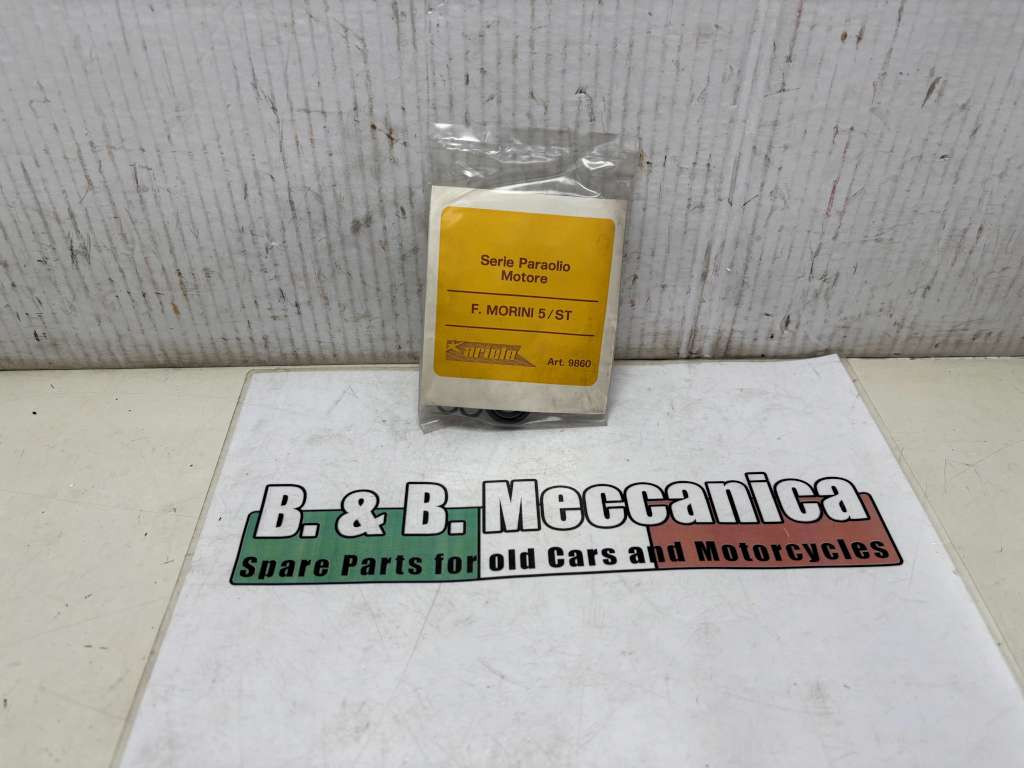 Serie Paraolio
Motore
F. MORINI 5/ST
Art. 9860
B. & B. Meccanica
Spare Parts for old Cars and Motorcycles